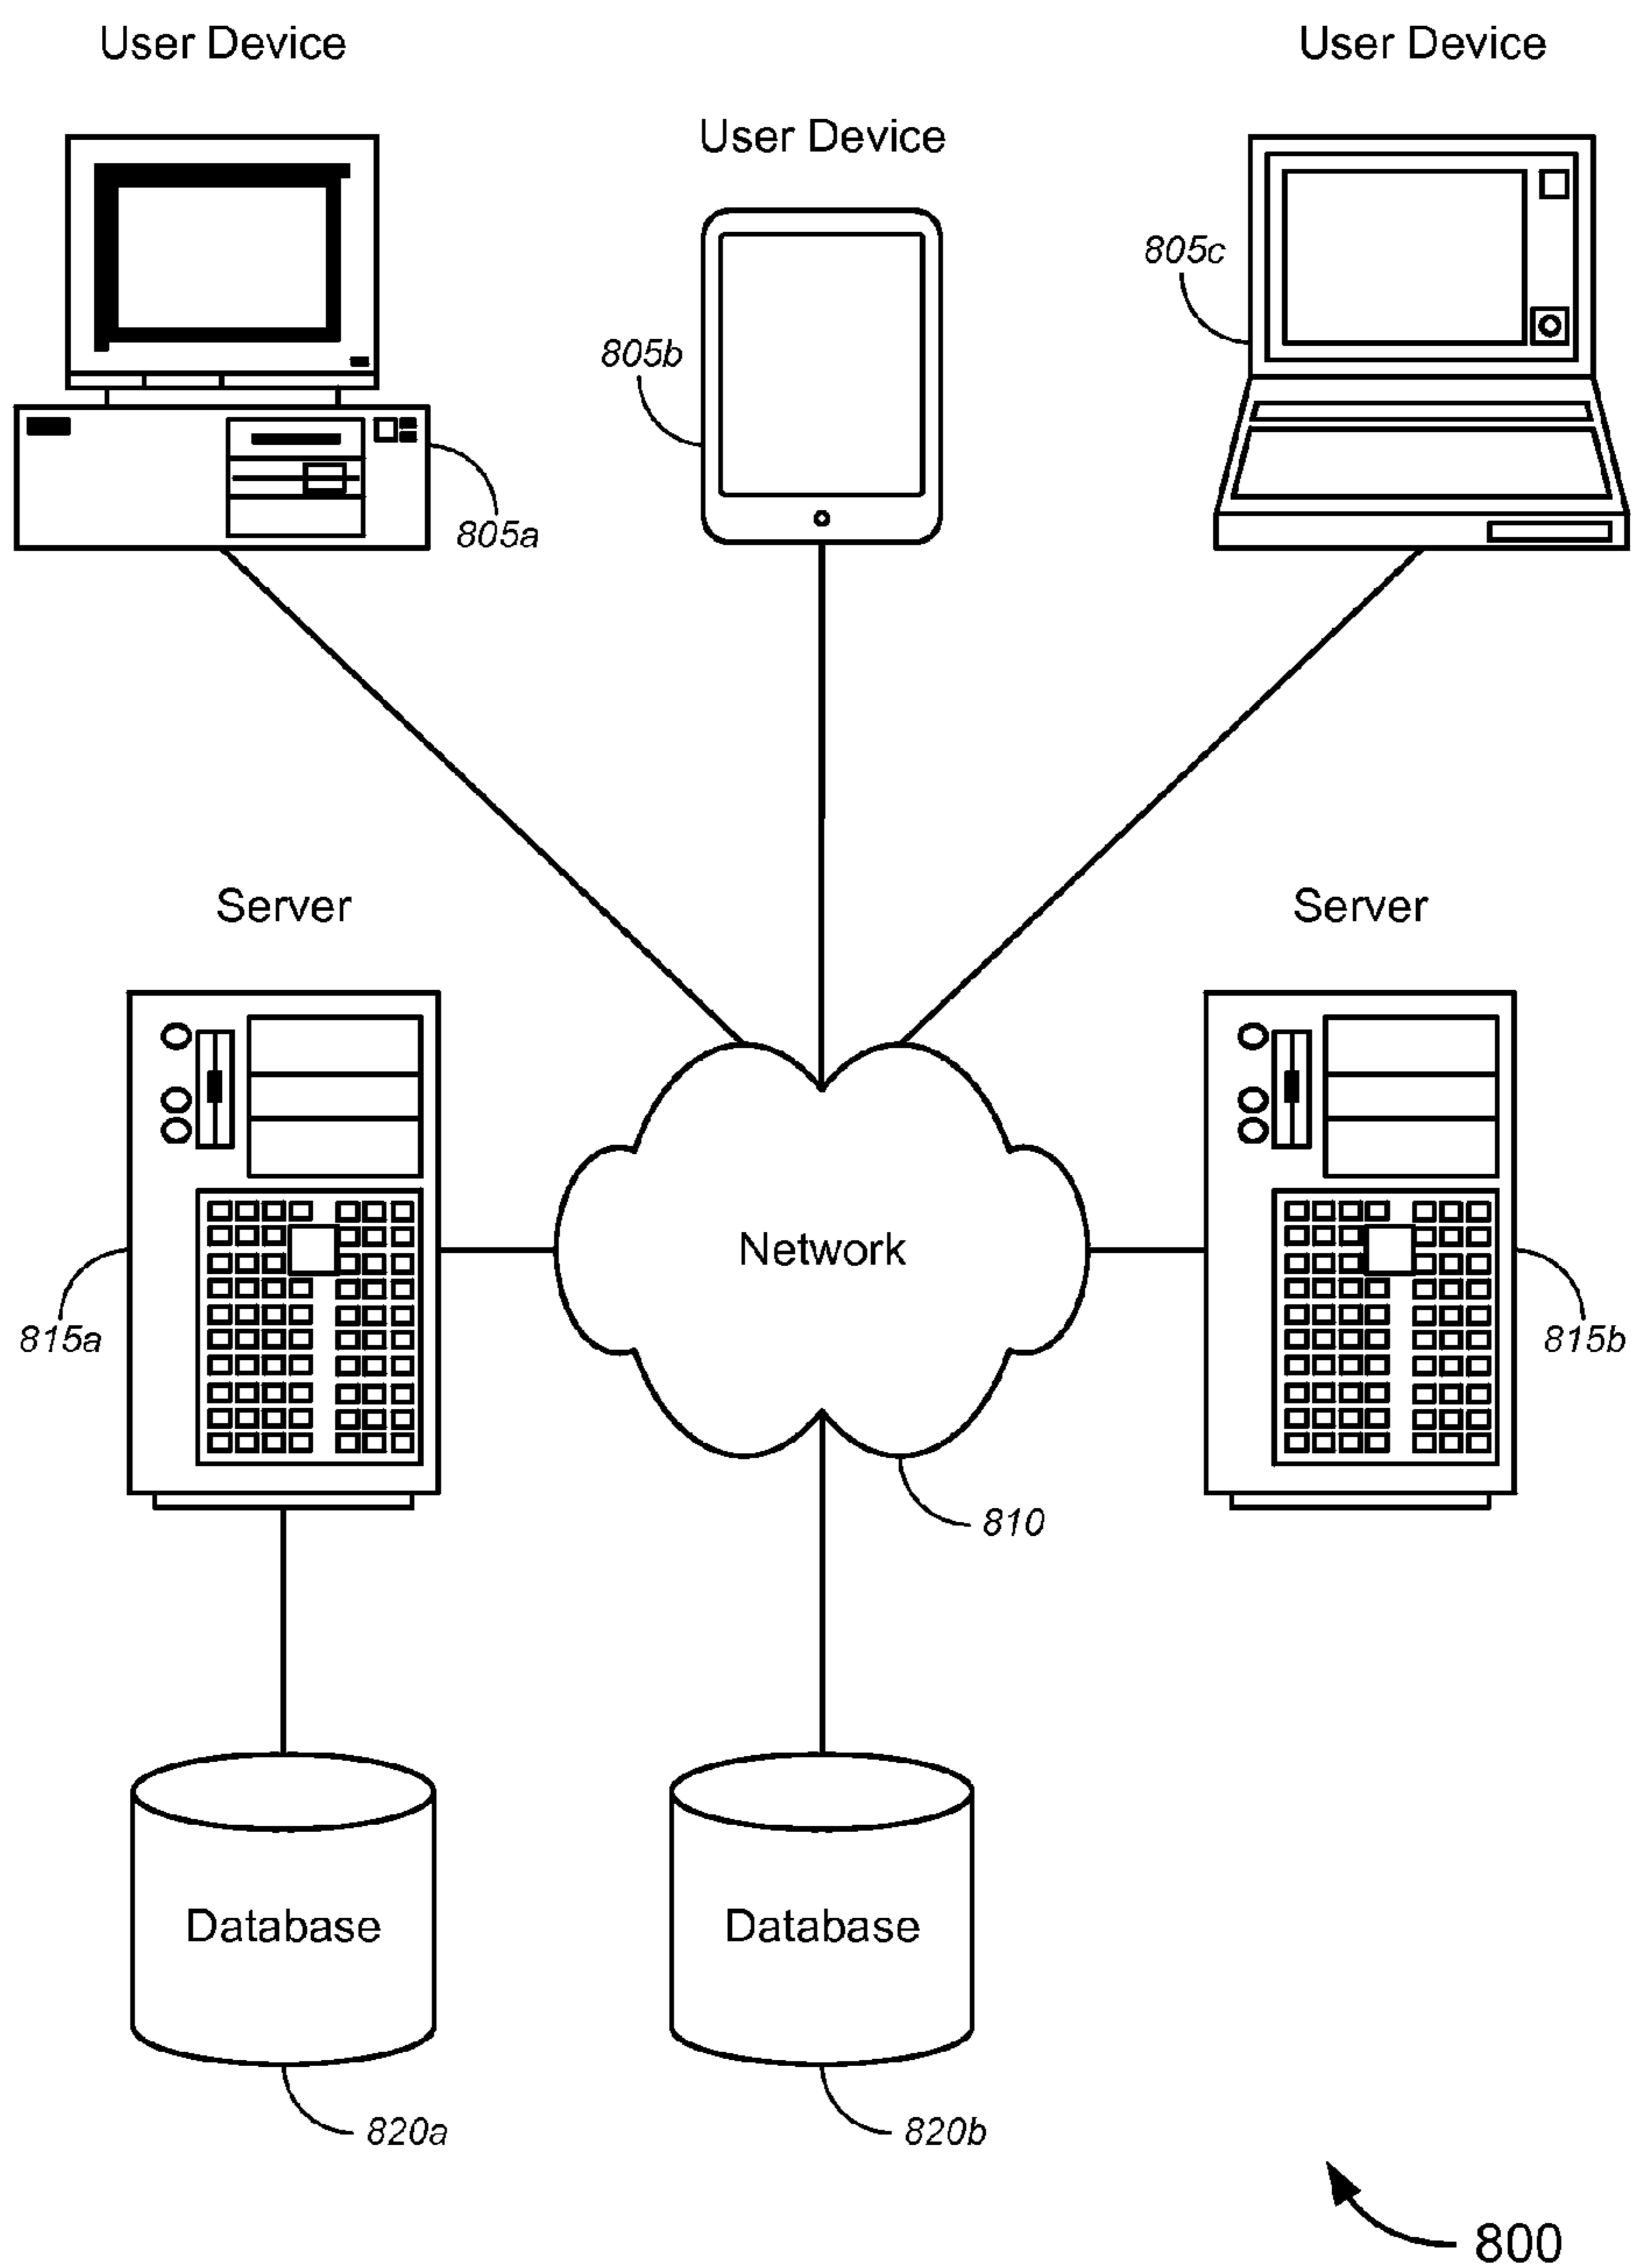 User Device
User Device
User Device
805c
805b
805a
Server
Server
Network
815a
815b
810
Database
Database
820a
820b
800